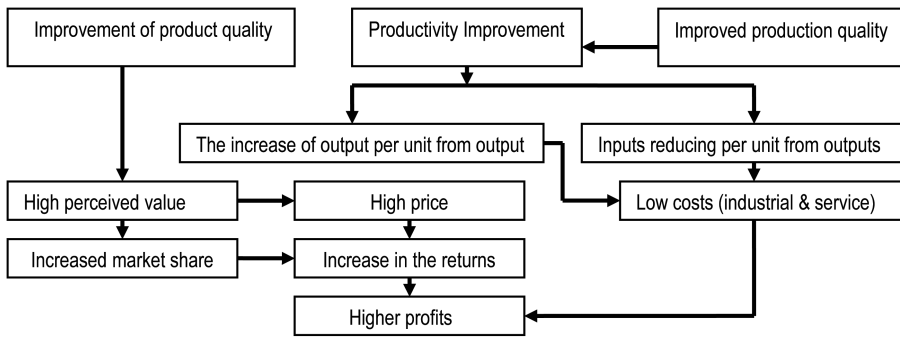 Improvement of product quality
Productivity Improvement
Improved production quality
The increase of output per unit from output
Inputs reducing per unit from outputs
High perceived value
High price
Low costs (industrial & service)
Increased market share
Increase in the returns
Higher profits